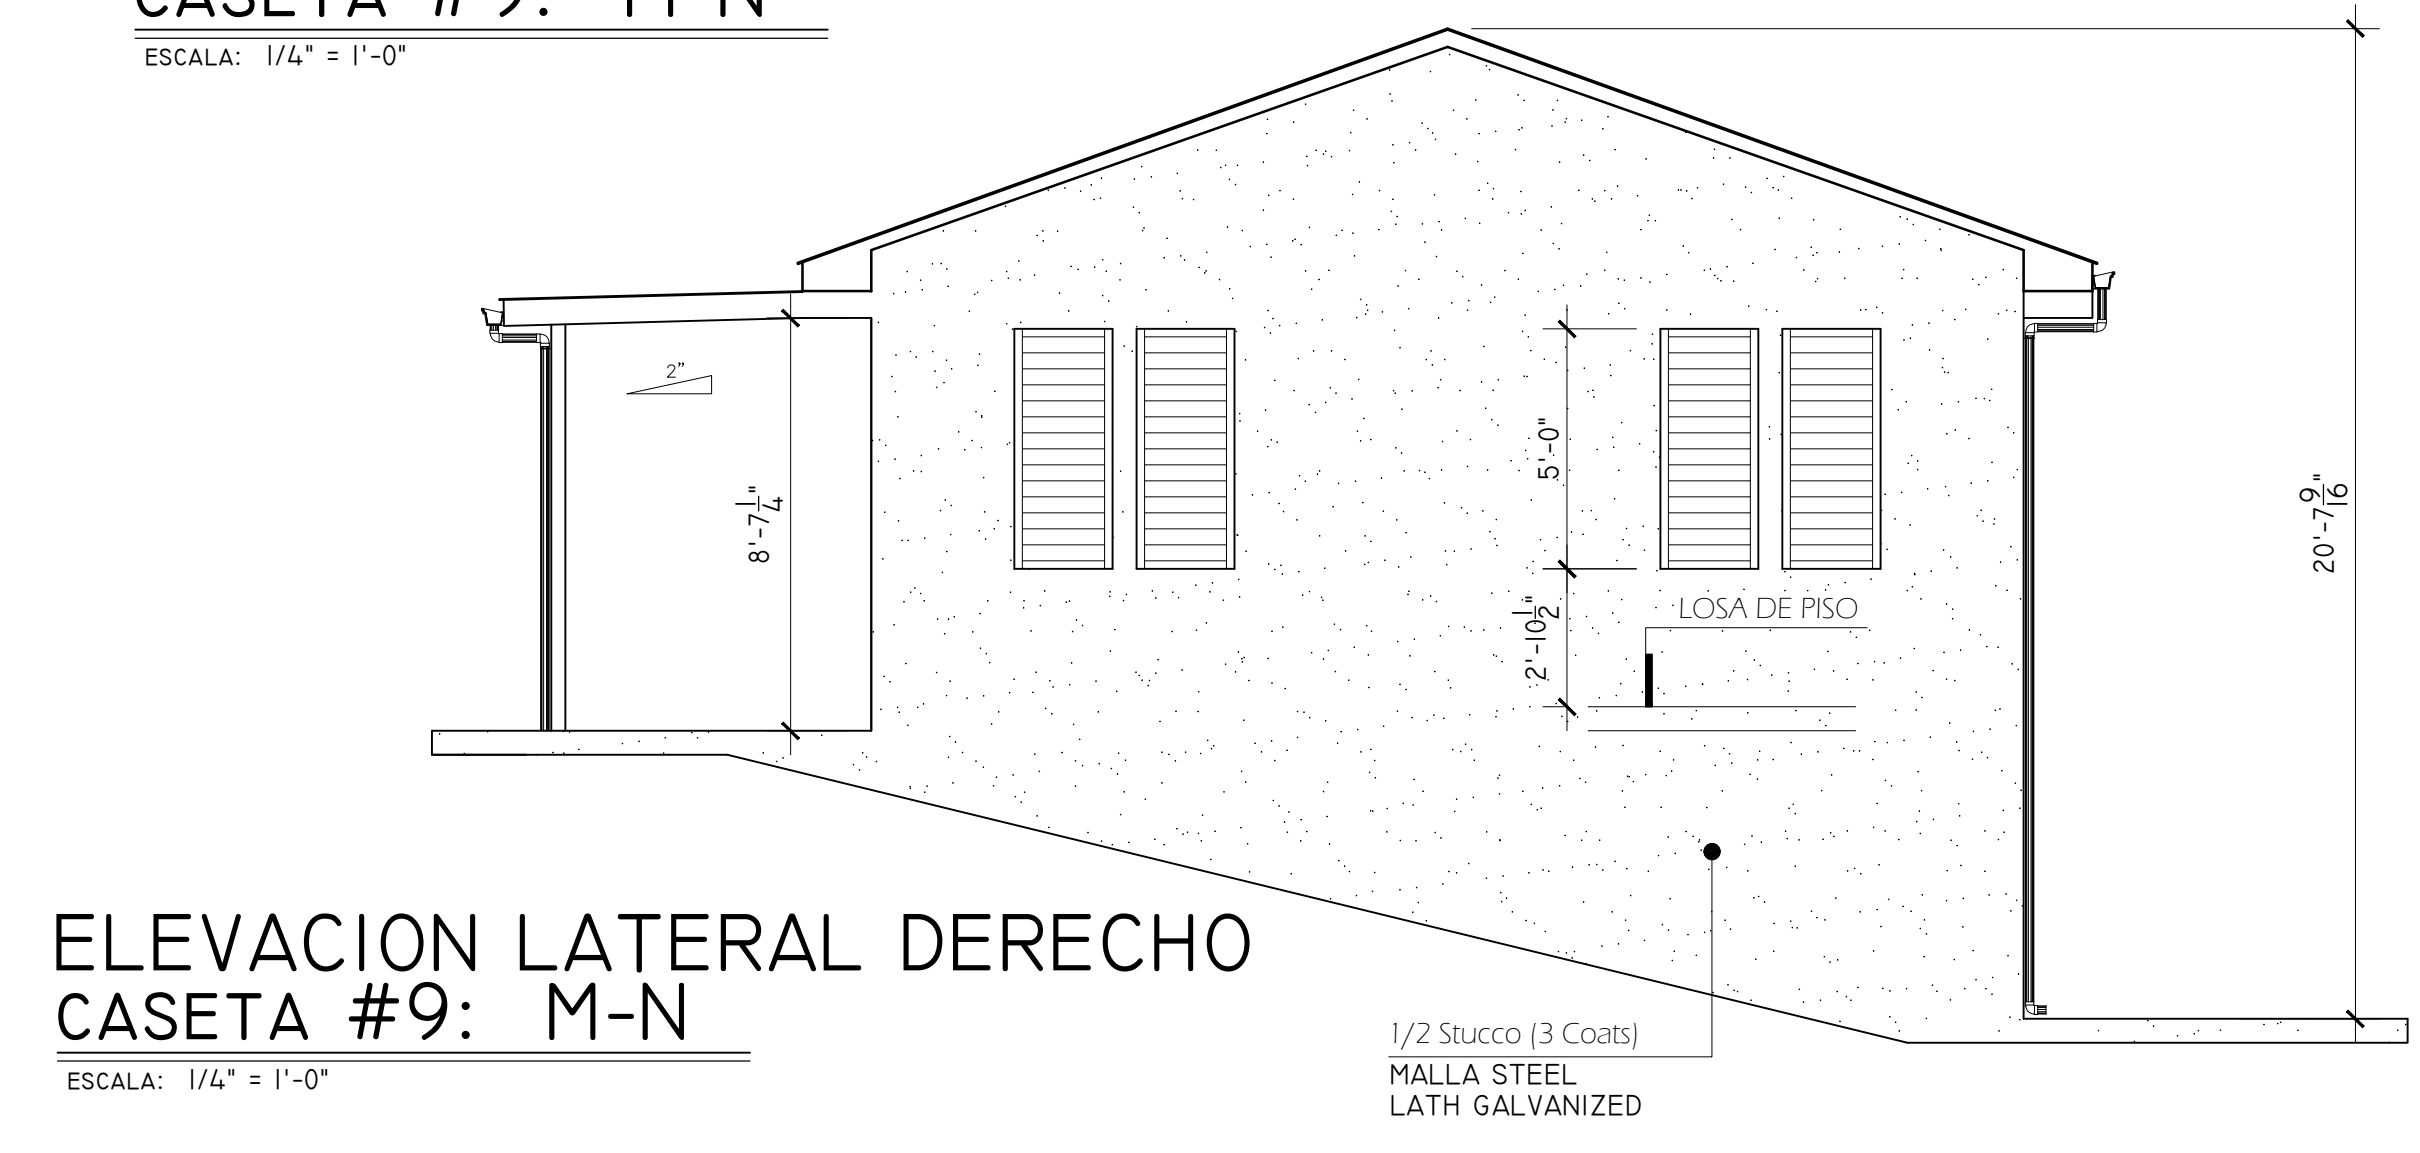 CASETA #9: M-N
ESCALA: 1/4" = 1'-0"
2”
8'-7 1/4"
5'-0"
2'-10 1/2"
20'-7 9/16"
LOSA DE PISO
1/2 Stucco (3 Coats)
MALLA STEEL
LATH GALVANIZED
ELEVACION LATERAL DERECHO
CASETA #9: M-N
ESCALA: 1/4" = 1'-0"